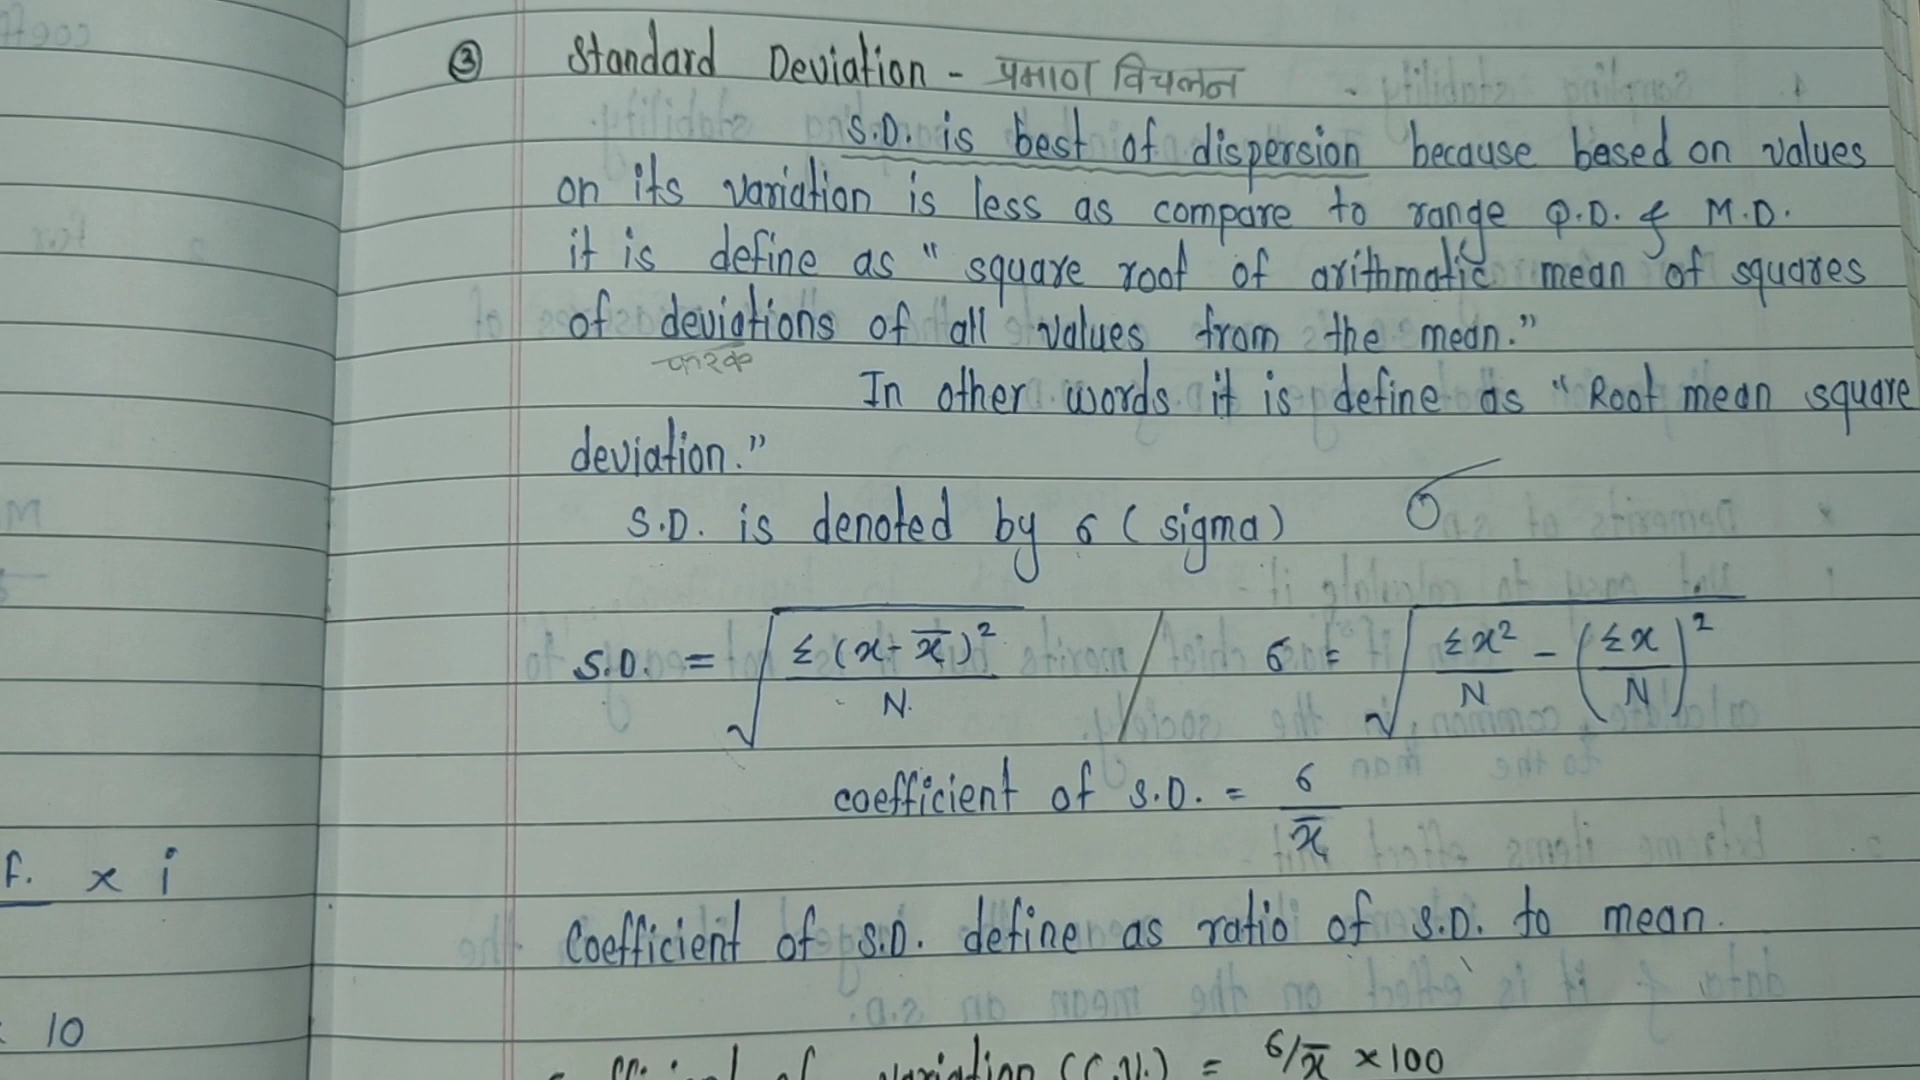 ③ Standard Deviation - प्रमाण विचलन
S.D. is best of dispersion because based on values
on its variation is less as compare to range Q.D. & M.D.
it is define as " square root of arithmatic mean of squares
of deviations of all values from the mean."
In other words it is define as "Root mean square
deviation."
S.D. is denoted by σ ( sigma) σ
S.D. = √(Σ(x - x̄)² / N.) / σ = √(Σx² / N - (Σx / N)²)
coefficient of S.D. = σ / x̄
f. x i
Coefficient of S.D. define as ratio of S.D. to mean.
10
variation (C.V.) = σ/x̄ ×100